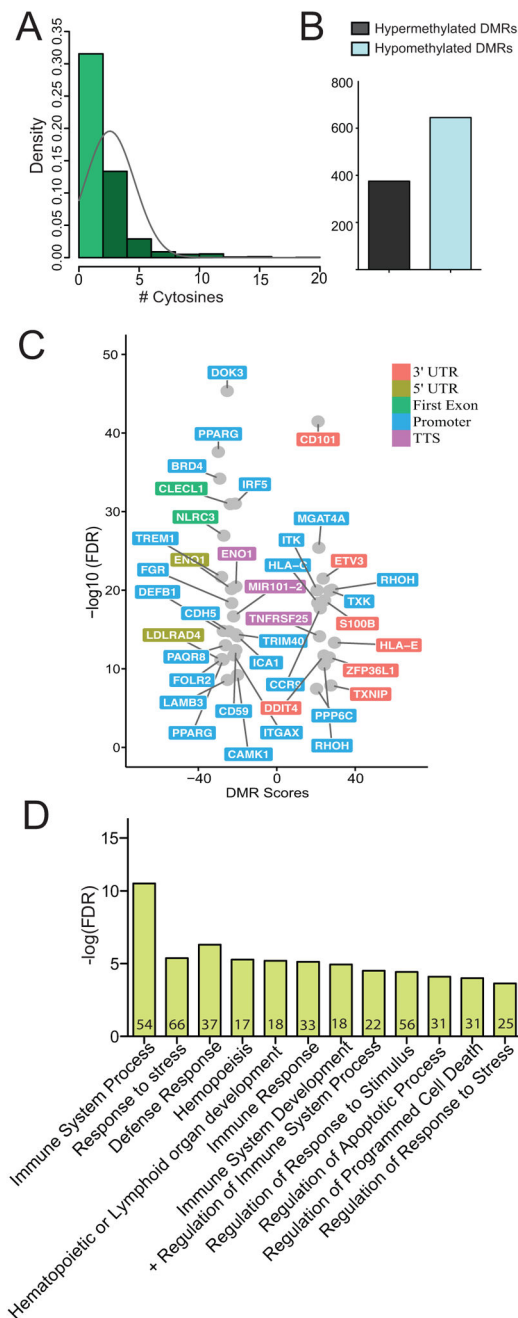 A
Density
0.00 0.05 0.10 0.15 0.20 0.25 0.30 0.35
0 5 10 15 20
# Cytosines
B
Hypermethylated DMRs
Hypomethylated DMRs
800
600
400
200
C
50
40
30
20
10
0
−log10 (FDR)
−40 0 40
DMR Scores
3' UTR
5' UTR
First Exon
Promoter
TTS
DOK3
CD101
PPARG
BRD4
CLECL1
IRF5
NLRC3
MGAT4A
TREM1
ITK
ENO1
ENO1
ETV3
FGR
HLA-C
RHOH
MIR101−2
DEFB1
TXK
CDH5
TNFRSF25
S100B
LDLRAD4
TRIM40
HLA−E
PAQR8
ICA1
ZFP36L1
FOLR2
CCR6
TXNIP
LAMB3
CD59
DDIT4
PPP6C
PPARG
ITGAX
RHOH
CAMK1
D
-log(FDR)
15
10
5
0
54 66 37 17 18 33 18 22 56 31 31 25
Immune System Process
Response to stress
Defense Response
Hemopoeisis
Hematopoietic or Lymphoid organ development
Immune Response
Immune System Development
+ Regulation of Immune System Process
Regulation of Response to Stimulus
Regulation of Apoptotic Process
Regulation of Programmed Cell Death
Regulation of Response to Stress